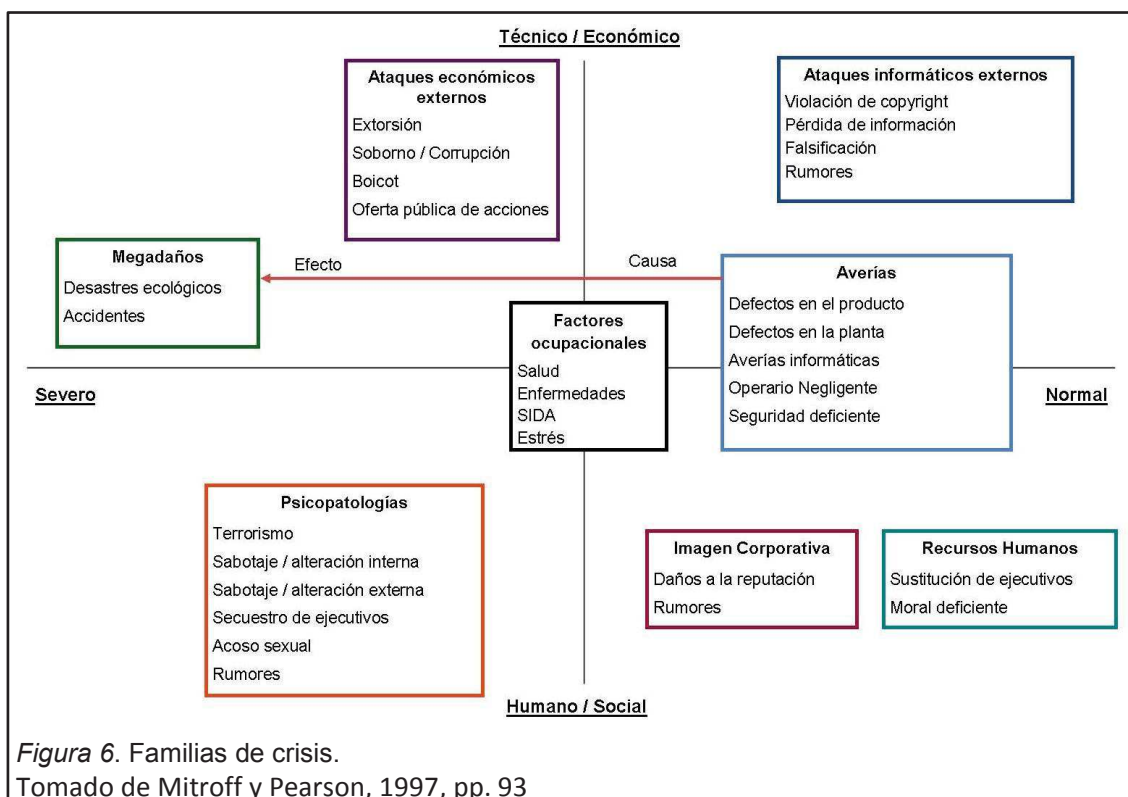 Técnico / Económico
Ataques económicos
externos
Extorsión
Soborno / Corrupción
Boicot
Oferta pública de acciones
Ataques informáticos externos
Violación de copyright
Pérdida de información
Falsificación
Rumores
Megadaños
Desastres ecológicos
Accidentes
Efecto
Causa
Averías
Defectos en el producto
Defectos en la planta
Averías informáticas
Operario Negligente
Seguridad deficiente
Factores
ocupacionales
Salud
Enfermedades
SIDA
Estrés
Severo
Normal
Psicopatologías
Terrorismo
Sabotaje / alteración interna
Sabotaje / alteración externa
Secuestro de ejecutivos
Acoso sexual
Rumores
Imagen Corporativa
Daños a la reputación
Rumores
Recursos Humanos
Sustitución de ejecutivos
Moral deficiente
Humano / Social
Figura 6. Familias de crisis.
Tomado de Mitroff y Pearson, 1997, pp. 93